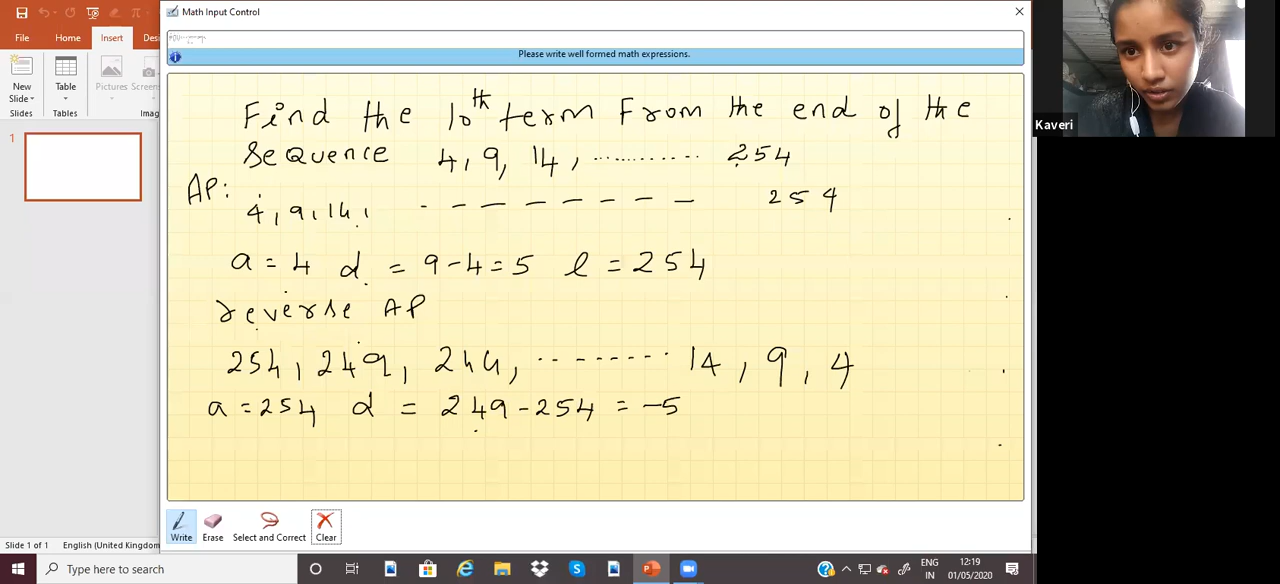 Math Input Control
File Home Insert Des
Please write well formed math expressions.
New Slide
Table
Pictures
Screens
Slides Tables Imag
1
Find the 10th term From the end of the
Sequence 4, 9, 14, ............ 254
AP:
4, 9, 14, - - - - - - - - - 254
a = 4 d = 9 - 4 = 5 l = 254
reverse AP
254, 249, 244, ........... 14, 9, 4
a = 254 d = 249 - 254 = -5
Write Erase Select and Correct Clear
Kaveri
Slide 1 of 1 English (United Kingdom
Type here to search
ENG
IN
12:19
01/05/2020